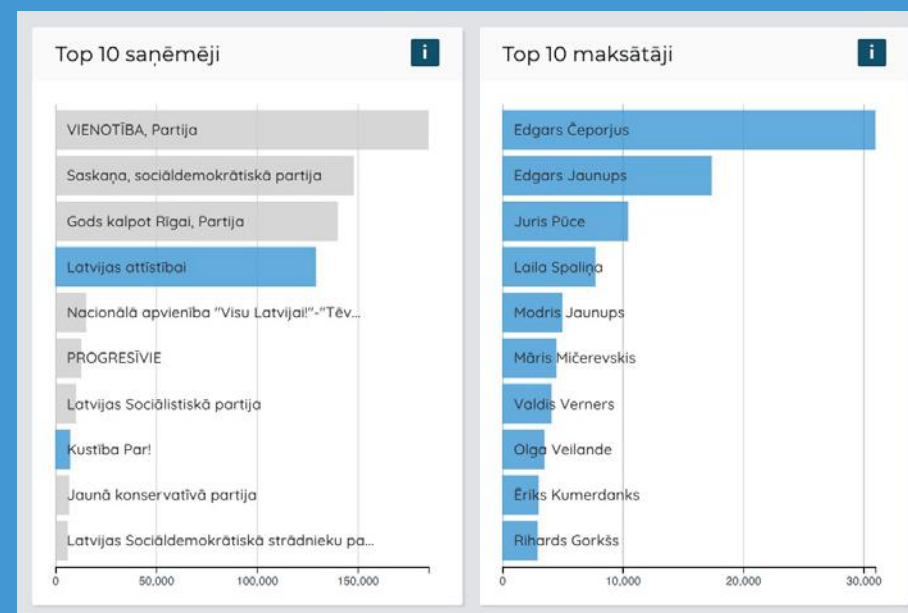 Top 10 saņēmēji
i
VIENOTĪBA, Partija
Saskaņa, sociāldemokrātiskā partija
Gods kalpot Rīgai, Partija
Latvijas attīstībai
Nacionālā apvienība "Visu Latvijai!"-"Tēv...
PROGRESĪVIE
Latvijas Sociālistiskā partija
Kustība Par!
Jaunā konservatīvā partija
Latvijas Sociāldemokrātiskā strādnieku pa...
0 50,000 100,000 150,000
Top 10 maksātāji
i
Edgars Čeporjus
Edgars Jaunups
Juris Pūce
Laila Spaliņa
Modris Jaunups
Māris Mičerevskis
Valdis Verners
Olga Veilande
Ēriks Kumerdanks
Rihards Gorkšs
0 10,000 20,000 30,000